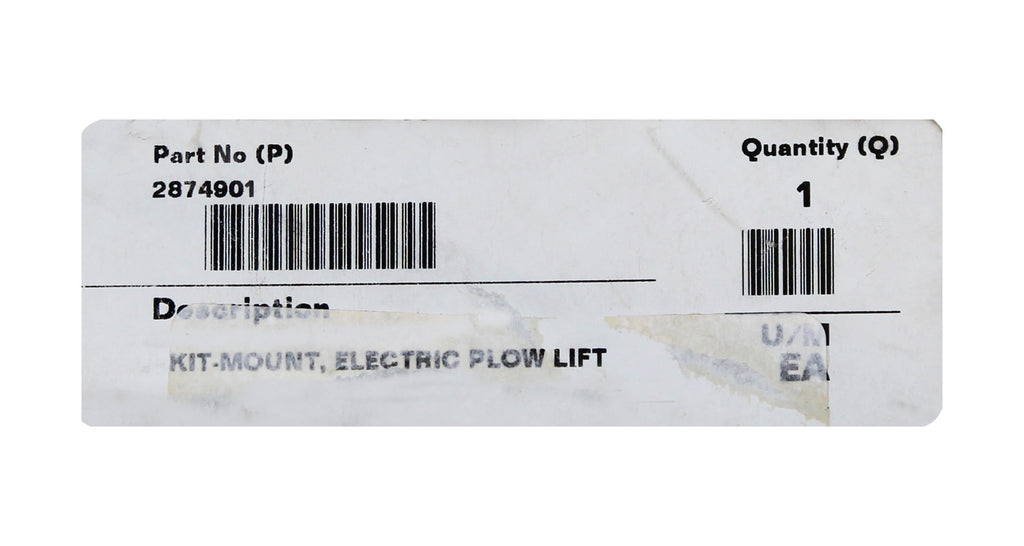 Part No (P)
2874901
Quantity (Q)
1
Description
KIT-MOUNT, ELECTRIC PLOW LIFT
U/M
EA